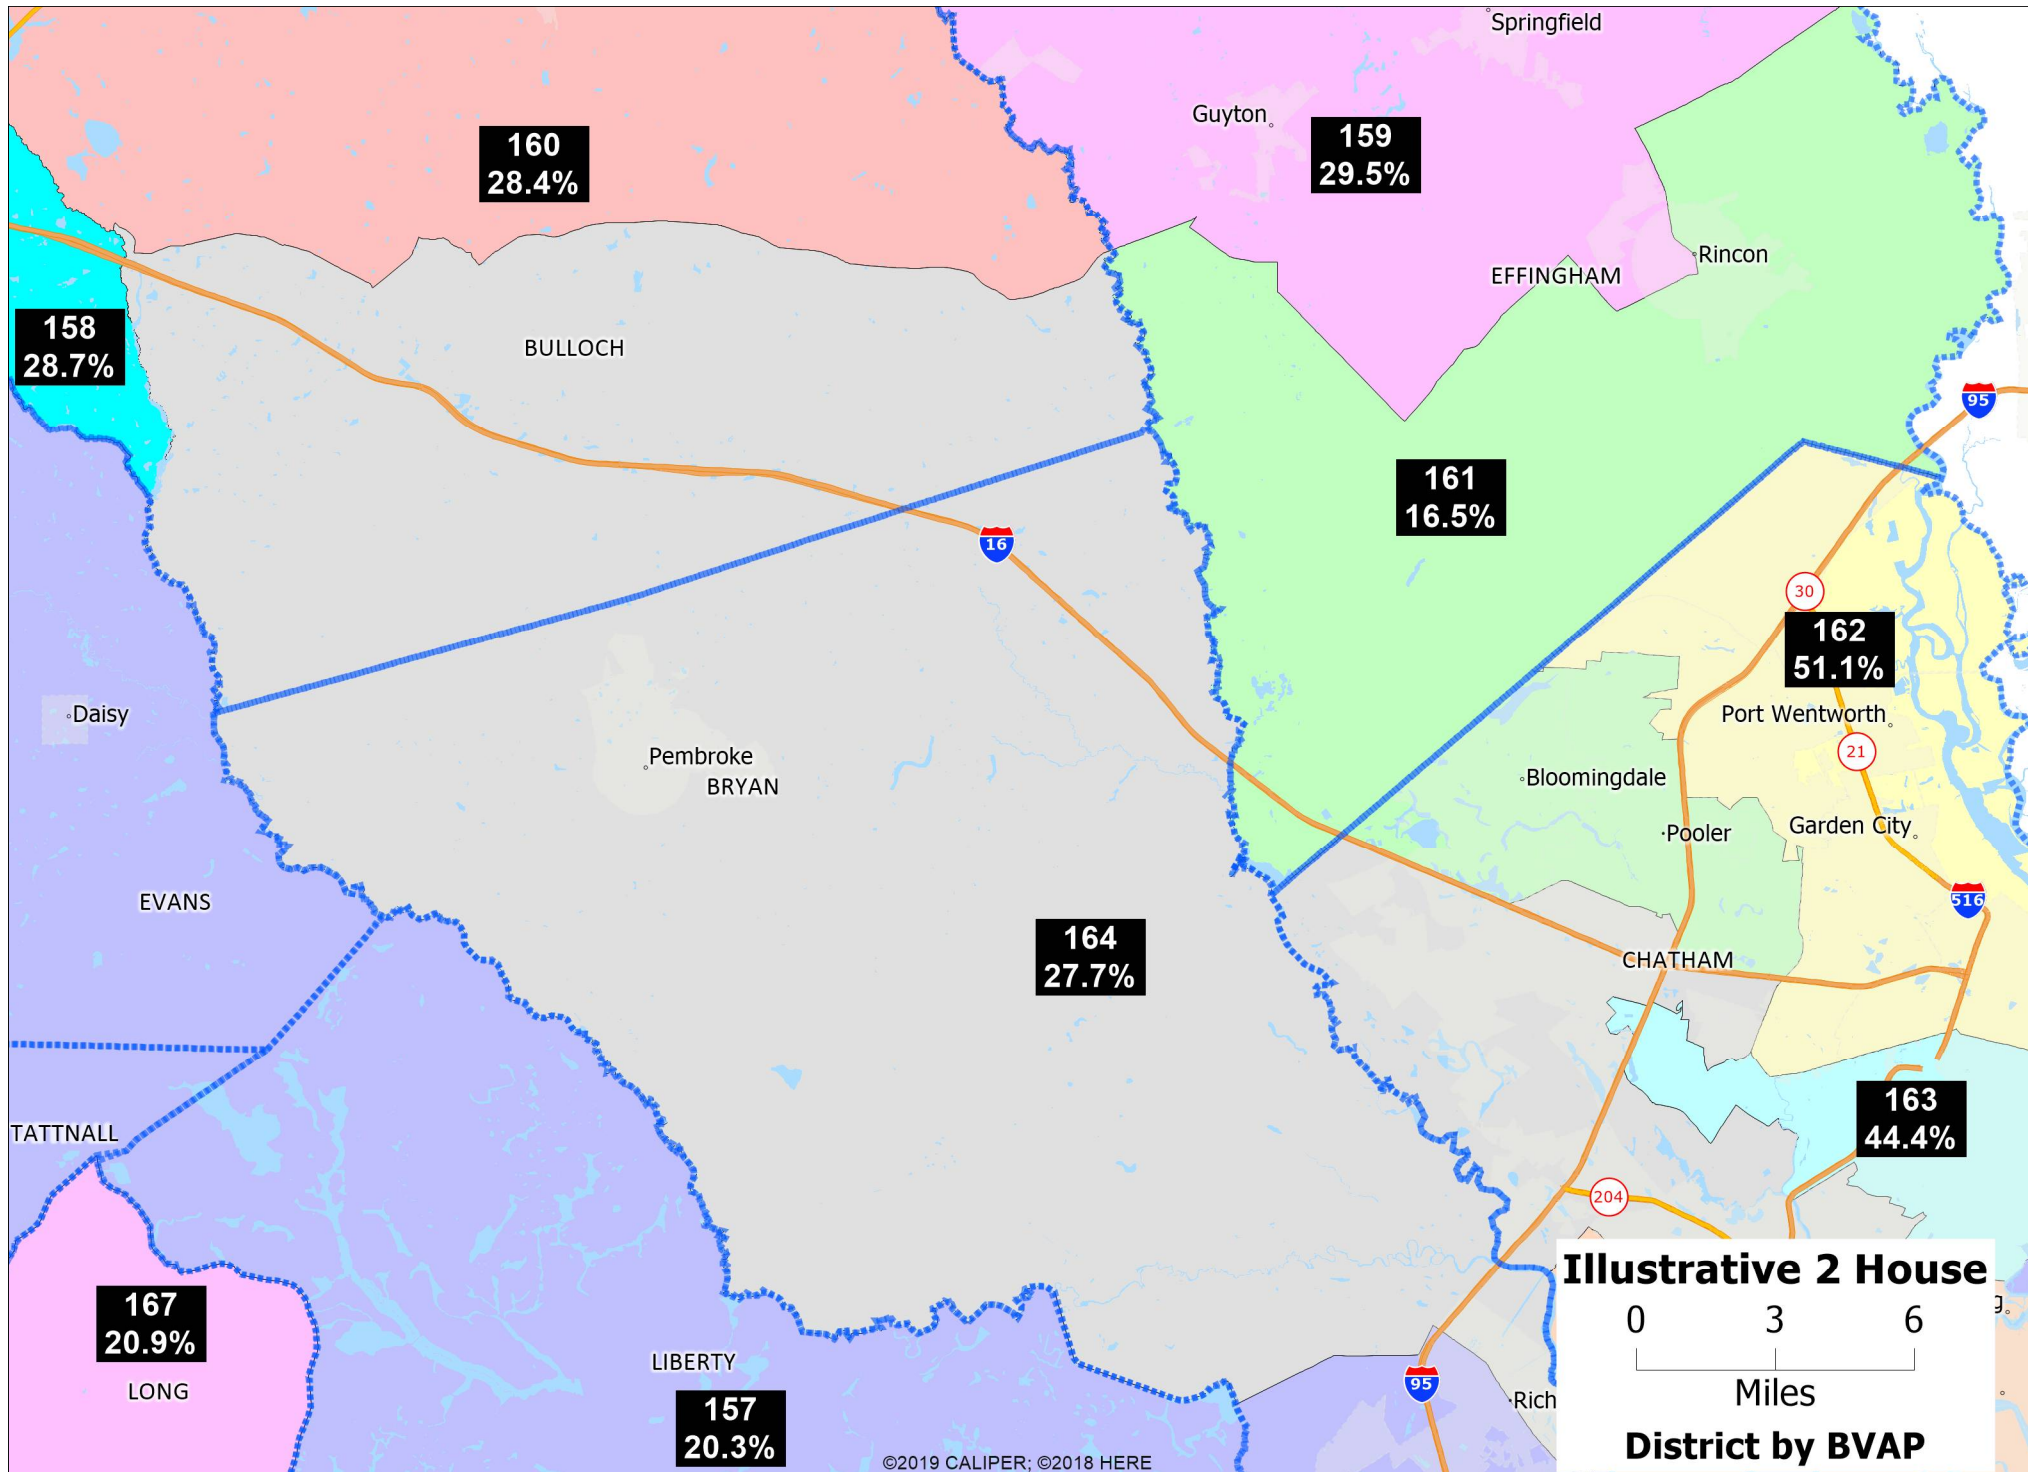 Springfield
Guyton
160
28.4%
159
29.5%
Rincon
EFFINGHAM
158
28.7%
BULLOCH
95
161
16.5%
16
30
162
51.1%
Daisy
Port Wentworth
Pembroke
BRYAN
21
Bloomingdale
Pooler
Garden City
EVANS
516
164
27.7%
CHATHAM
163
44.4%
TATTNALL
204
Illustrative 2 House
0 3 6
Miles
District by BVAP
g
167
20.9%
LONG
LIBERTY
157
20.3%
95
Rich
©2019 CALIPER; ©2018 HERE